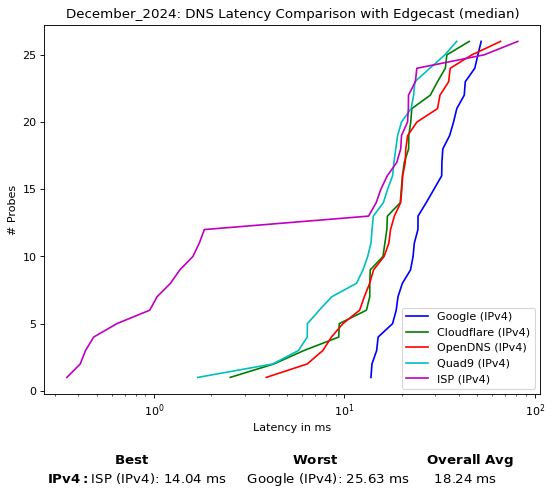 December_2024: DNS Latency Comparison with Edgecast (median)
25
20
15
10
5
0
# Probes
Google (IPv4)
Cloudflare (IPv4)
OpenDNS (IPv4)
Quad9 (IPv4)
ISP (IPv4)
10⁰ 10¹ 10²
Latency in ms
Best Worst Overall Avg
IPv4: ISP (IPv4): 14.04 ms Google (IPv4): 25.63 ms 18.24 ms